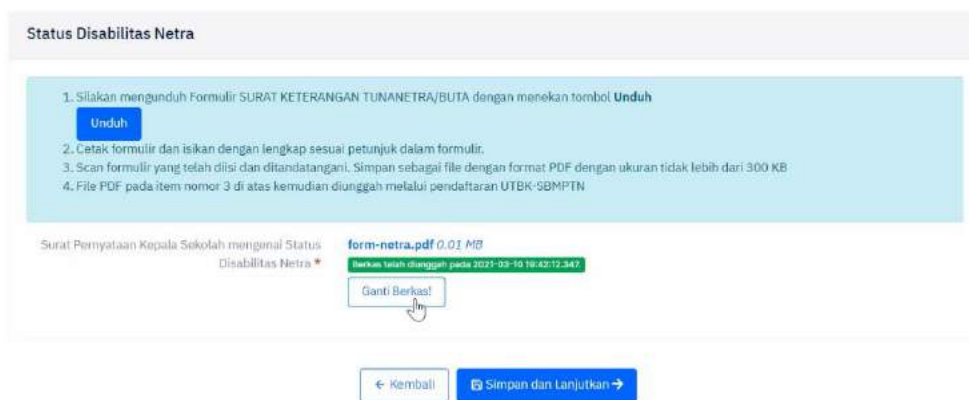 Status Disabilitas Netra
1. Silakan mengunduh Formulir SURAT KETERANGAN TUNANETRA/BUTA dengan menekan tombol Unduh
Unduh
2. Cetak formulir dan isikan dengan lengkap sesuai petunjuk dalam formulir.
3. Scan formulir yang telah diisi dan ditandatangani. Simpan sebagai file dengan format PDF dengan ukuran tidak lebih dari 300 KB
4. File PDF pada item nomor 3 di atas kemudian diunggah melalui pendaftaran UTBK-SBMPTN
Surat Pernyataan Kepala Sekolah mengenai Status
Disabilitas Netra *
form-netra.pdf 0.01 MB
Berkas telah diunggah pada 2021-03-10 19:42:12.347
Ganti Berkas!
← Kembali
Simpan dan Lanjutkan →